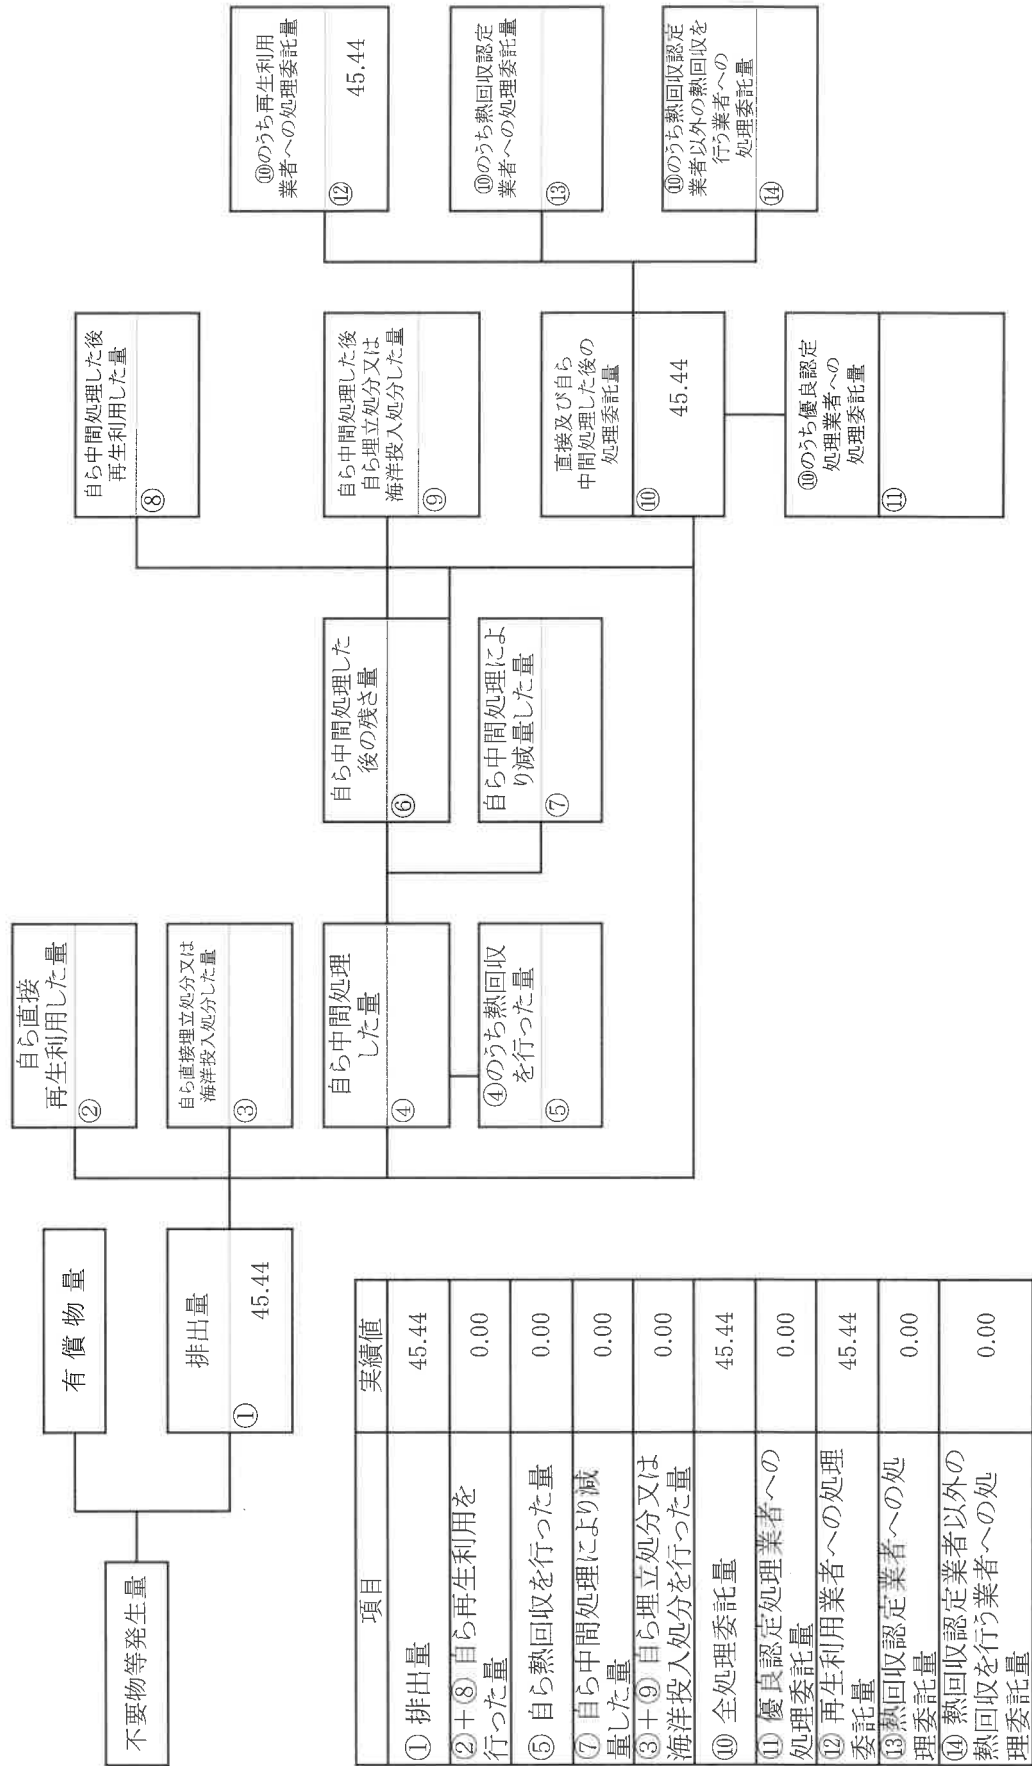 不要物等発生量
有償物量
排出量
①
45.44
自ら直接
再生利用した量
②
自ら直接埋立処分又は
海洋投入処分した量
③
自ら中間処理
した量
④
④のうち熱回収
を行った量
⑤
自ら中間処理した
後の残さ量
⑥
自ら中間処理によ
り減量した量
⑦
自ら中間処理した後
再生利用した量
⑧
自ら中間処理した後
自ら埋立処分又は
海洋投入処分した量
⑨
直接及び自ら
中間処理した後の
処理委託量
⑩
45.44
⑩のうち優良認定
処理業者への
処理委託量
⑪
⑩のうち再生利用
業者への処理委託量
⑫
45.44
⑩のうち熱回収認定
業者への処理委託量
⑬
⑩のうち熱回収認定
業者以外の熱回収を
行う業者への
処理委託量
⑭
項目 実績値
① 排出量 45.44
②+⑧ 自ら再生利用を
行った量 0.00
⑤ 自ら熱回収を行った量 0.00
⑦ 自ら中間処理により減
量した量 0.00
③+⑨ 自ら埋立処分又は
海洋投入処分を行った量 0.00
⑩ 全処理委託量 45.44
⑪ 優良認定処理業者への
処理委託量 0.00
⑫ 再生利用業者への処理
委託量 45.44
⑬熱回収認定業者への処
理委託量 0.00
⑭ 熱回収認定業者以外の
熱回収を行う業者への処
理委託量 0.00